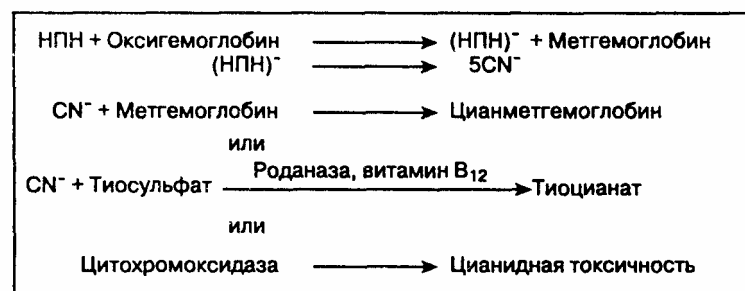 НПН + Оксигемоглобин ⟶ (НПН)⁻ + Метгемоглобин
(НПН)⁻ ⟶ 5CN⁻
CN⁻ + Метгемоглобин ⟶ Цианметгемоглобин
или
Роданаза, витамин B₁₂
CN⁻ + Тиосульфат ⟶ Тиоцианат
или
Цитохромоксидаза ⟶ Цианидная токсичность